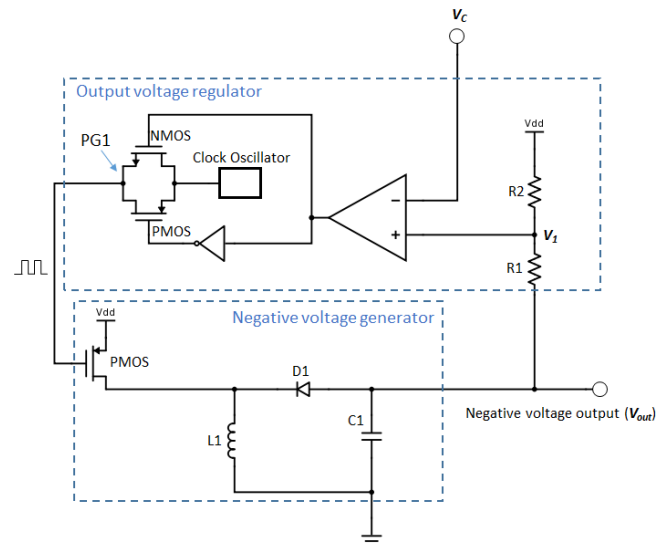 Vc
Output voltage regulator
PG1
NMOS
Clock Oscillator
Vdd
R2
−
+
V1
PMOS
R1
Vdd
Negative voltage generator
PMOS
D1
L1
C1
Negative voltage output (Vout)